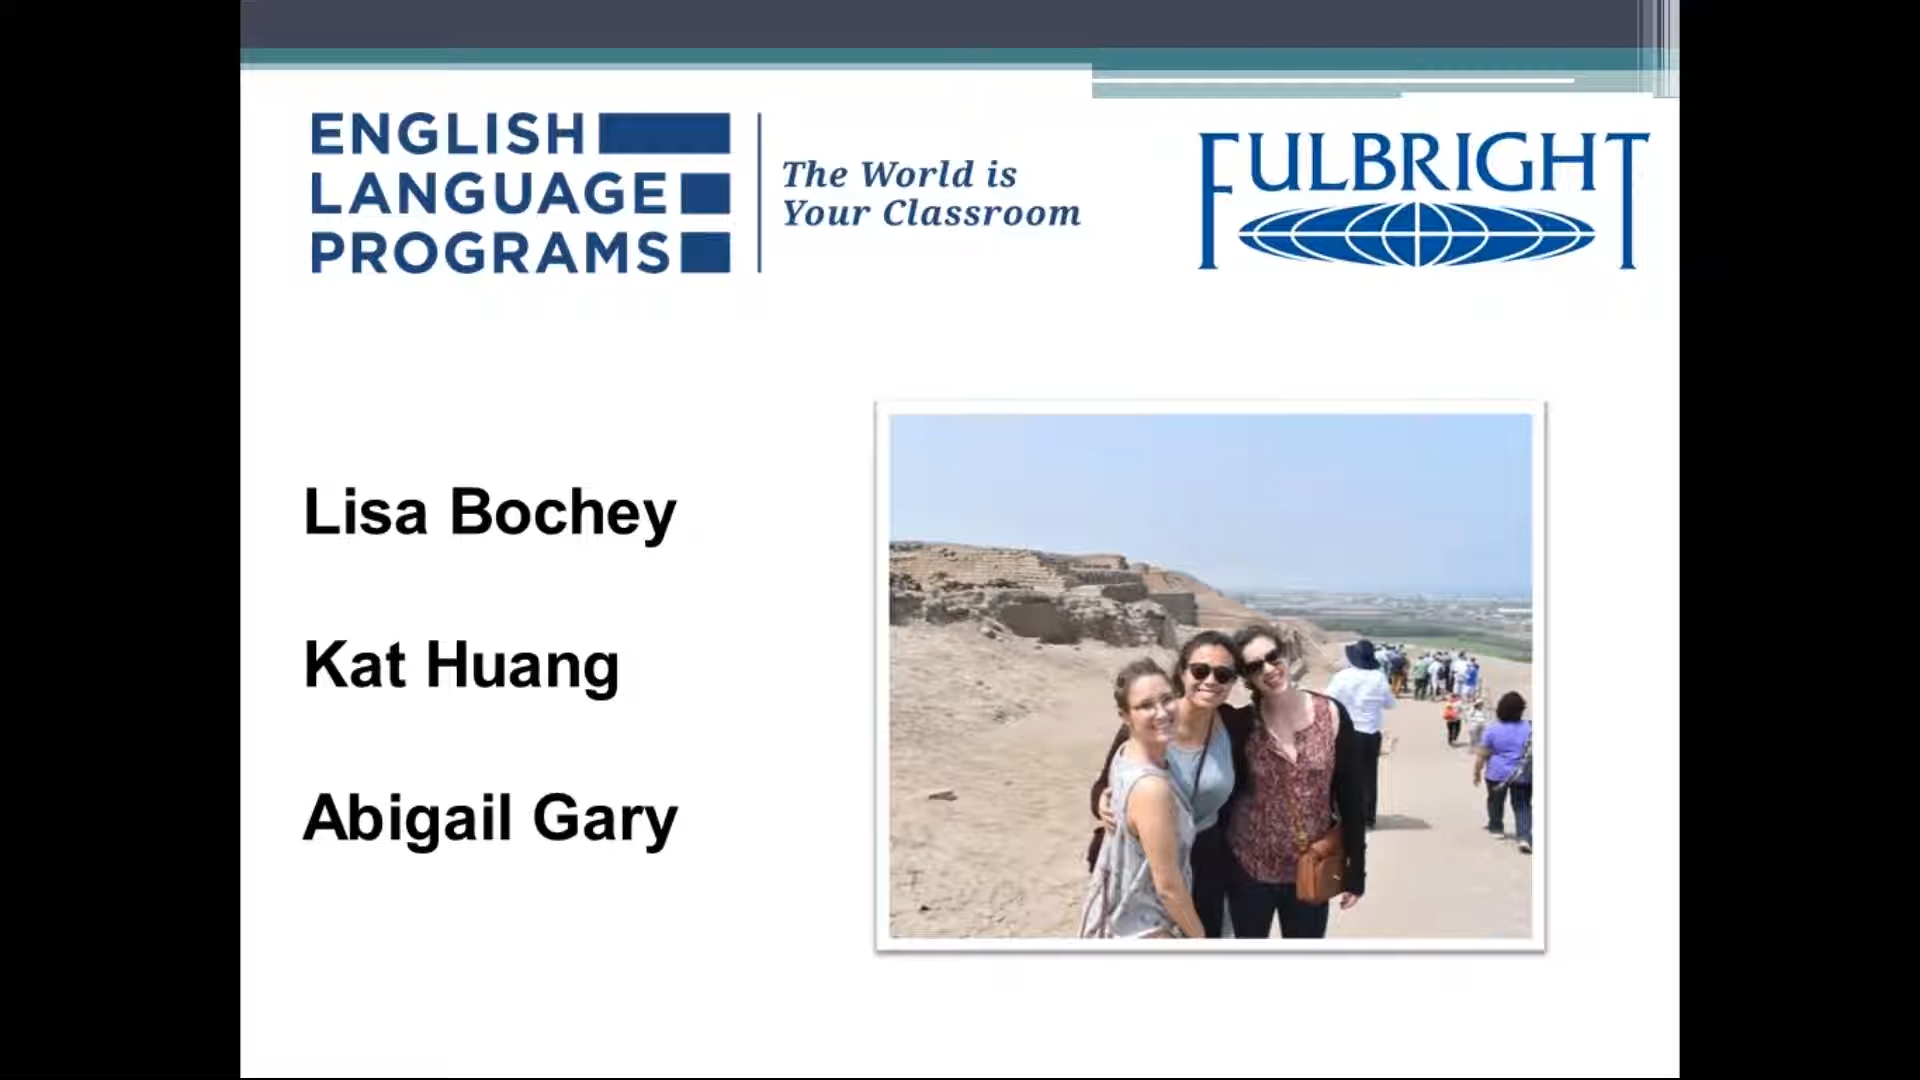 ENGLISH
LANGUAGE
PROGRAMS
The World is
Your Classroom
FULBRIGHT
Lisa Bochey
Kat Huang
Abigail Gary